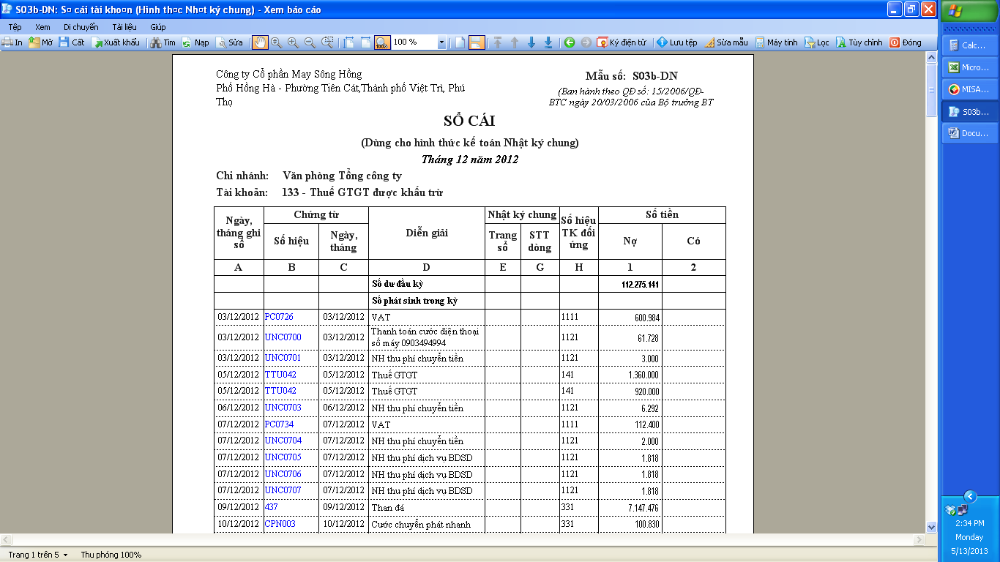 S03b-DN: Sở cái tài khoản (Hình thức Nhật ký chung) - Xem báo cáo
Tệp Xem Di chuyển Tài liệu Giúp
In Mở Cất Xuất khẩu Tìm Nạp Sửa 100% 100 % Ký điện tử Lưu tệp Sửa mẫu Máy tính Lọc Tùy chỉnh Đóng
Công ty Cổ phần May Sông Hồng
Phố Hồng Hà - Phường Tiên Cát,Thành phố Việt Trì, Phú
Thọ
Mẫu số: S03b-DN
(Ban hành theo QĐ số: 15/2006/QĐ-
BTC ngày 20/03/2006 của Bộ trưởng BT
SỔ CÁI
(Dùng cho hình thức kế toán Nhật ký chung)
Tháng 12 năm 2012
Chi nhánh: Văn phòng Tổng công ty
Tài khoản: 133 - Thuế GTGT được khấu trừ
Ngày, tháng ghi sổ Chứng từ Diễn giải Nhật ký chung Số hiệu TK đối ứng Số tiền
Số hiệu Ngày, tháng Trang số STT dòng Nợ Có
A B C D E G H 1 2
Số dư đầu kỳ 112.275.141
Số phát sinh trong kỳ
03/12/2012 PC0726 03/12/2012 VAT 1111 600.984
03/12/2012 UNC0700 03/12/2012 Thanh toán cước điện thoại số máy 0903494994 1121 61.728
03/12/2012 UNC0701 03/12/2012 NH thu phí chuyển tiền 1121 3.000
05/12/2012 TTU042 05/12/2012 Thuế GTGT 141 1.360.000
05/12/2012 TTU042 05/12/2012 Thuế GTGT 141 920.000
06/12/2012 UNC0703 06/12/2012 NH thu phí chuyển tiền 1121 6.292
07/12/2012 PC0734 07/12/2012 VAT 1111 112.400
07/12/2012 UNC0704 07/12/2012 NH thu phí chuyển tiền 1121 2.000
07/12/2012 UNC0705 07/12/2012 NH thu phí dịch vụ BDSD 1121 1.818
07/12/2012 UNC0706 07/12/2012 NH thu phí dịch vụ BDSD 1121 1.818
07/12/2012 UNC0707 07/12/2012 NH thu phí dịch vụ BDSD 1121 1.818
09/12/2012 437 09/12/2012 Than đá 331 7.147.476
10/12/2012 CPN003 10/12/2012 Cước chuyển phát nhanh 331 100.830
Trang 1 trên 5 Thu phóng 100%
start
Calc...
Micro...
MISA...
S03b...
Docu...
2:34 PM
Monday
5/13/2013